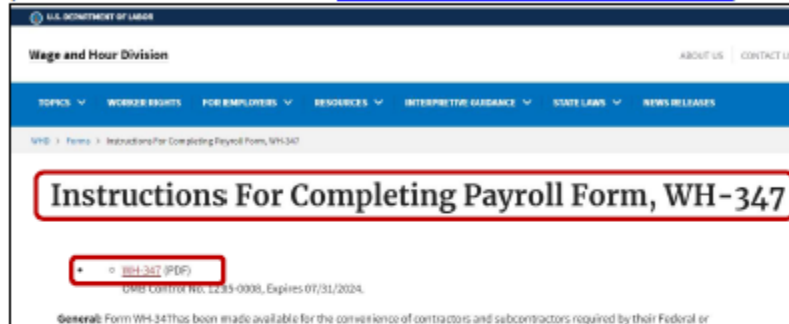 U.S. DEPARTMENT OF LABOR
Wage and Hour Division
ABOUT US CONTACT U
TOPICS WORKER RIGHTS FOR EMPLOYERS RESOURCES INTERPRETIVE GUIDANCE STATE LAWS NEWS RELEASES
WHD > Forms > Instructions For Completing Payroll Form, WH-347
Instructions For Completing Payroll Form, WH-347
WH-347 (PDF)
OMB Control No. 1235-0008, Expires 07/31/2024.
General: Form WH-347has been made available for the convenience of contractors and subcontractors required by their Federal or